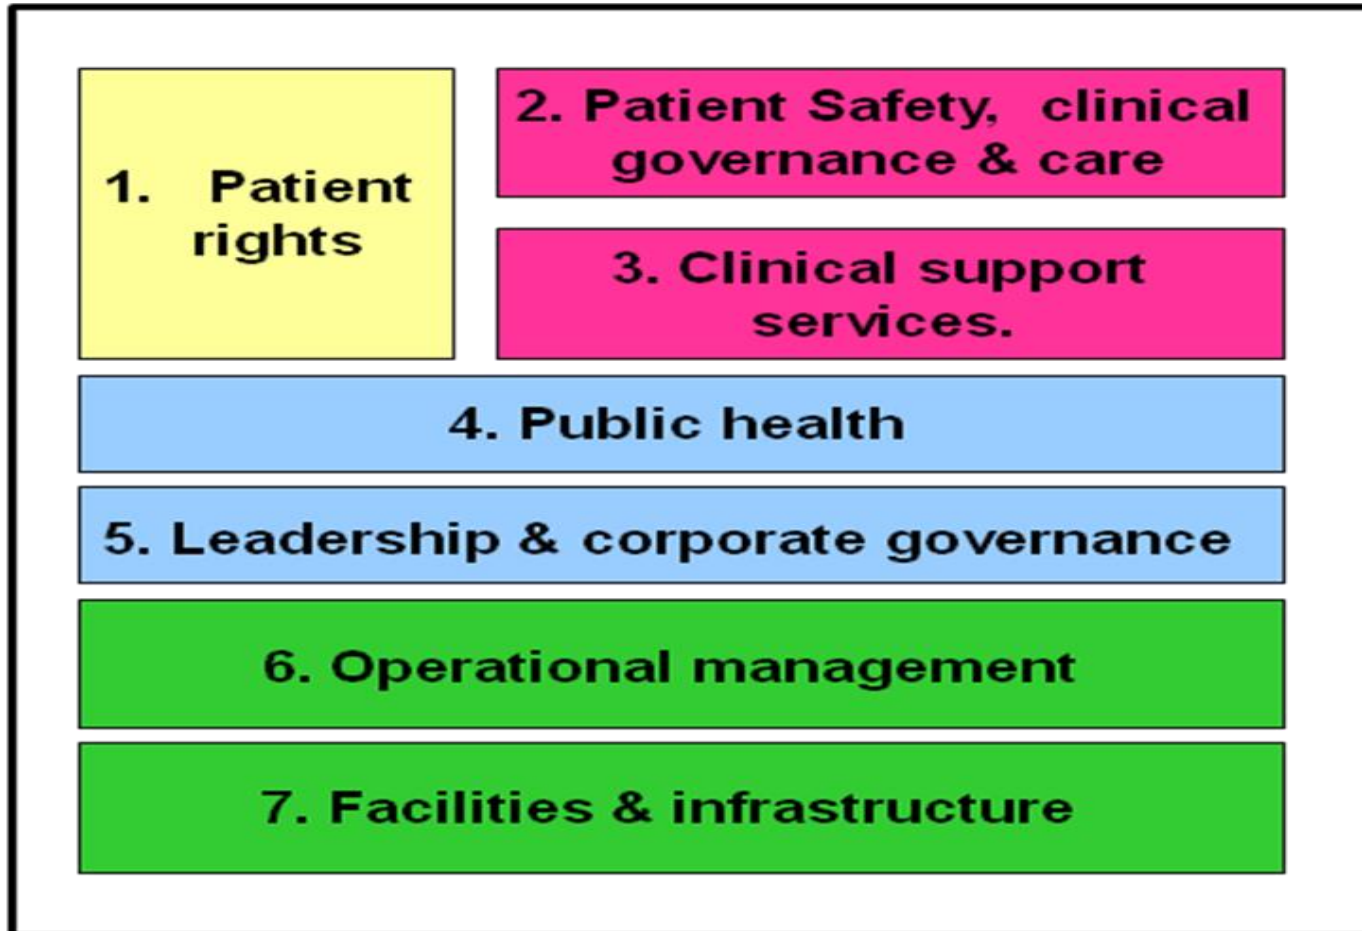 1. Patient
rights
2. Patient Safety, clinical
governance & care
3. Clinical support
services.
4. Public health
5. Leadership & corporate governance
6. Operational management
7. Facilities & infrastructure